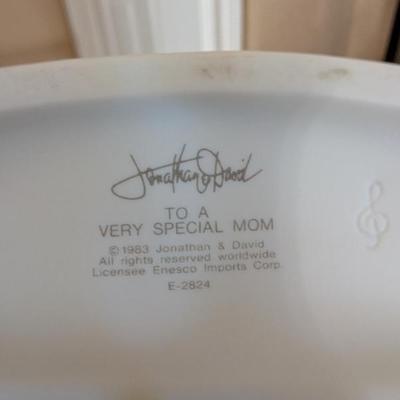 Jonathan & David
TO A
VERY SPECIAL MOM
© 1983 Jonathan & David
All rights reserved worldwide
Licensee Enesco Imports Corp.
E-2824